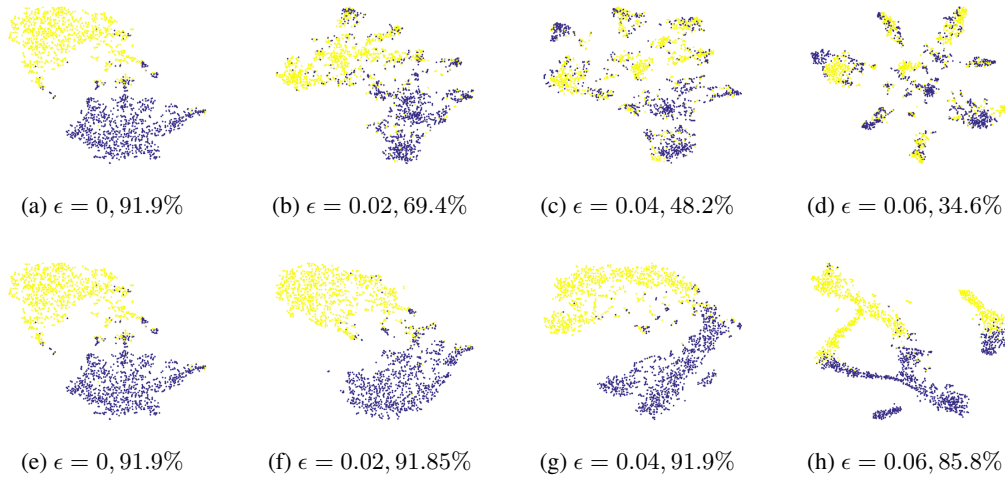 (a) ϵ = 0, 91.9%
(b) ϵ = 0.02, 69.4%
(c) ϵ = 0.04, 48.2%
(d) ϵ = 0.06, 34.6%
(e) ϵ = 0, 91.9%
(f) ϵ = 0.02, 91.85%
(g) ϵ = 0.04, 91.9%
(h) ϵ = 0.06, 85.8%